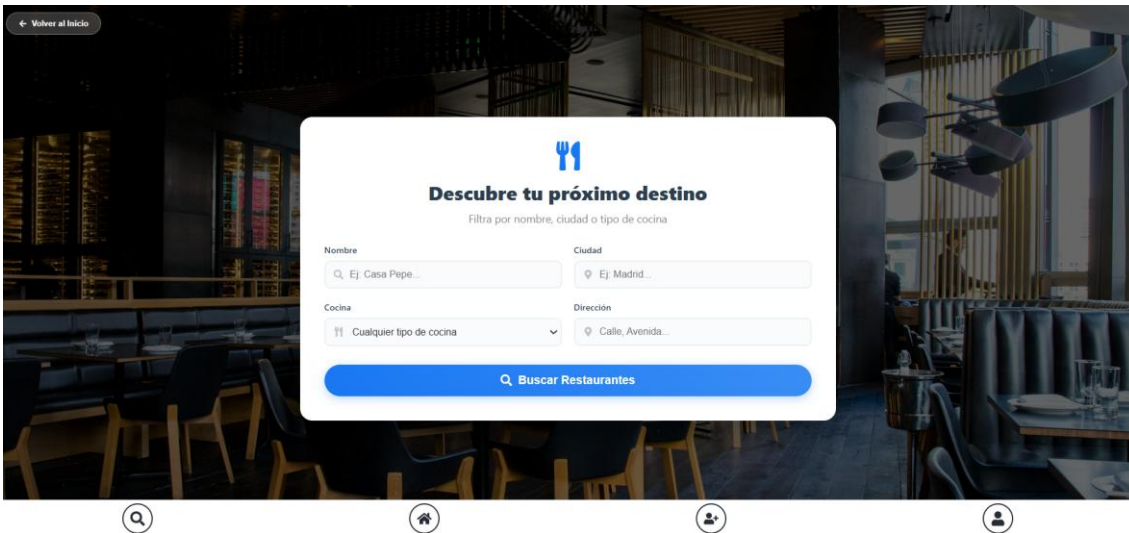 ← Volver al Inicio
Descubre tu próximo destino
Filtra por nombre, ciudad o tipo de cocina
Nombre
Ciudad
Ej: Casa Pepe...
Ej: Madrid...
Cocina
Dirección
Cualquier tipo de cocina
Calle, Avenida...
Buscar Restaurantes